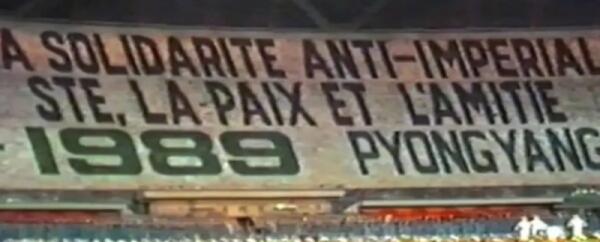 A SOLIDARITE ANTI-IMPERIAL
STE, LA PAIX ET L'AMITIE
- 1989 PYONGYANG